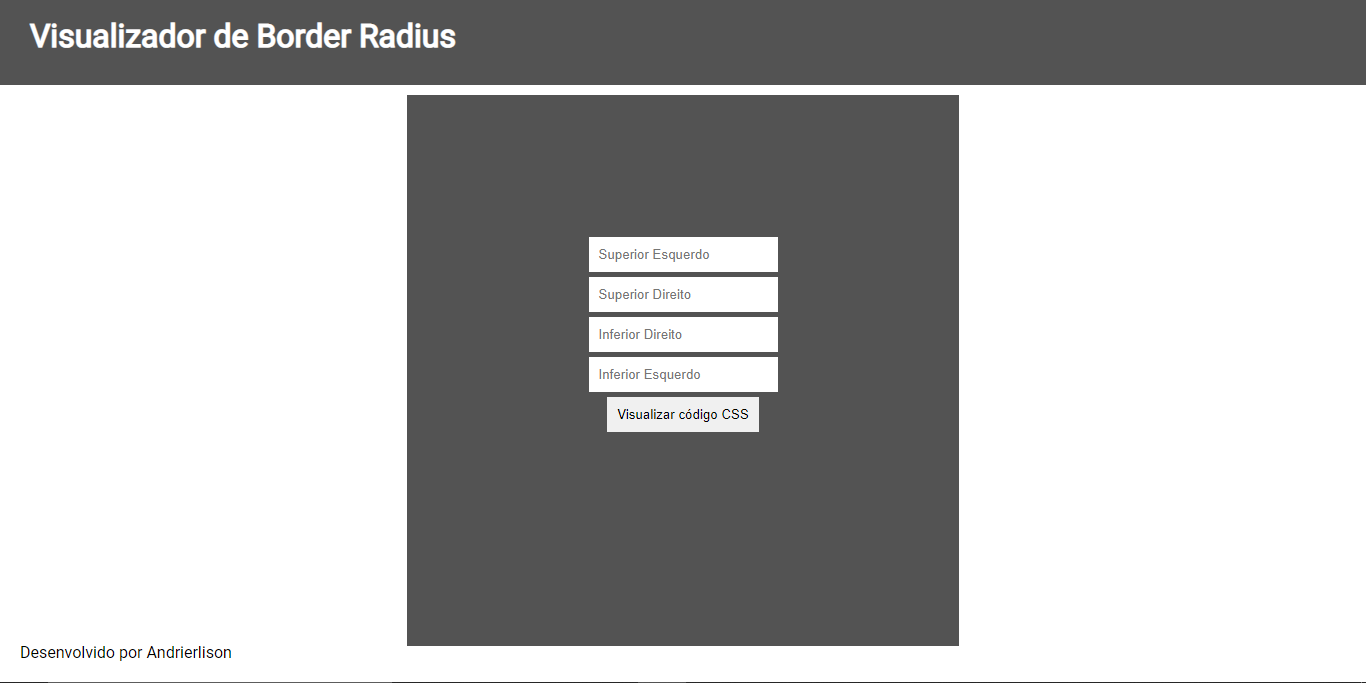 Visualizador de Border Radius
Superior Esquerdo
Superior Direito
Inferior Direito
Inferior Esquerdo
Visualizar código CSS
Desenvolvido por Andrierlison